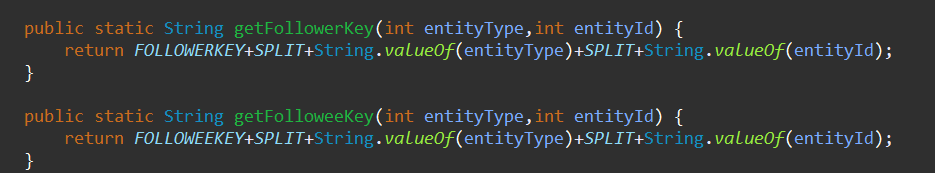 public static String getFollowerKey(int entityType,int entityId) {
return FOLLOWERKEY+SPLIT+String.valueOf(entityType)+SPLIT+String.valueOf(entityId);
}
public static String getFolloweeKey(int entityType,int entityId) {
return FOLLOWEEKEY+SPLIT+String.valueOf(entityType)+SPLIT+String.valueOf(entityId);
}